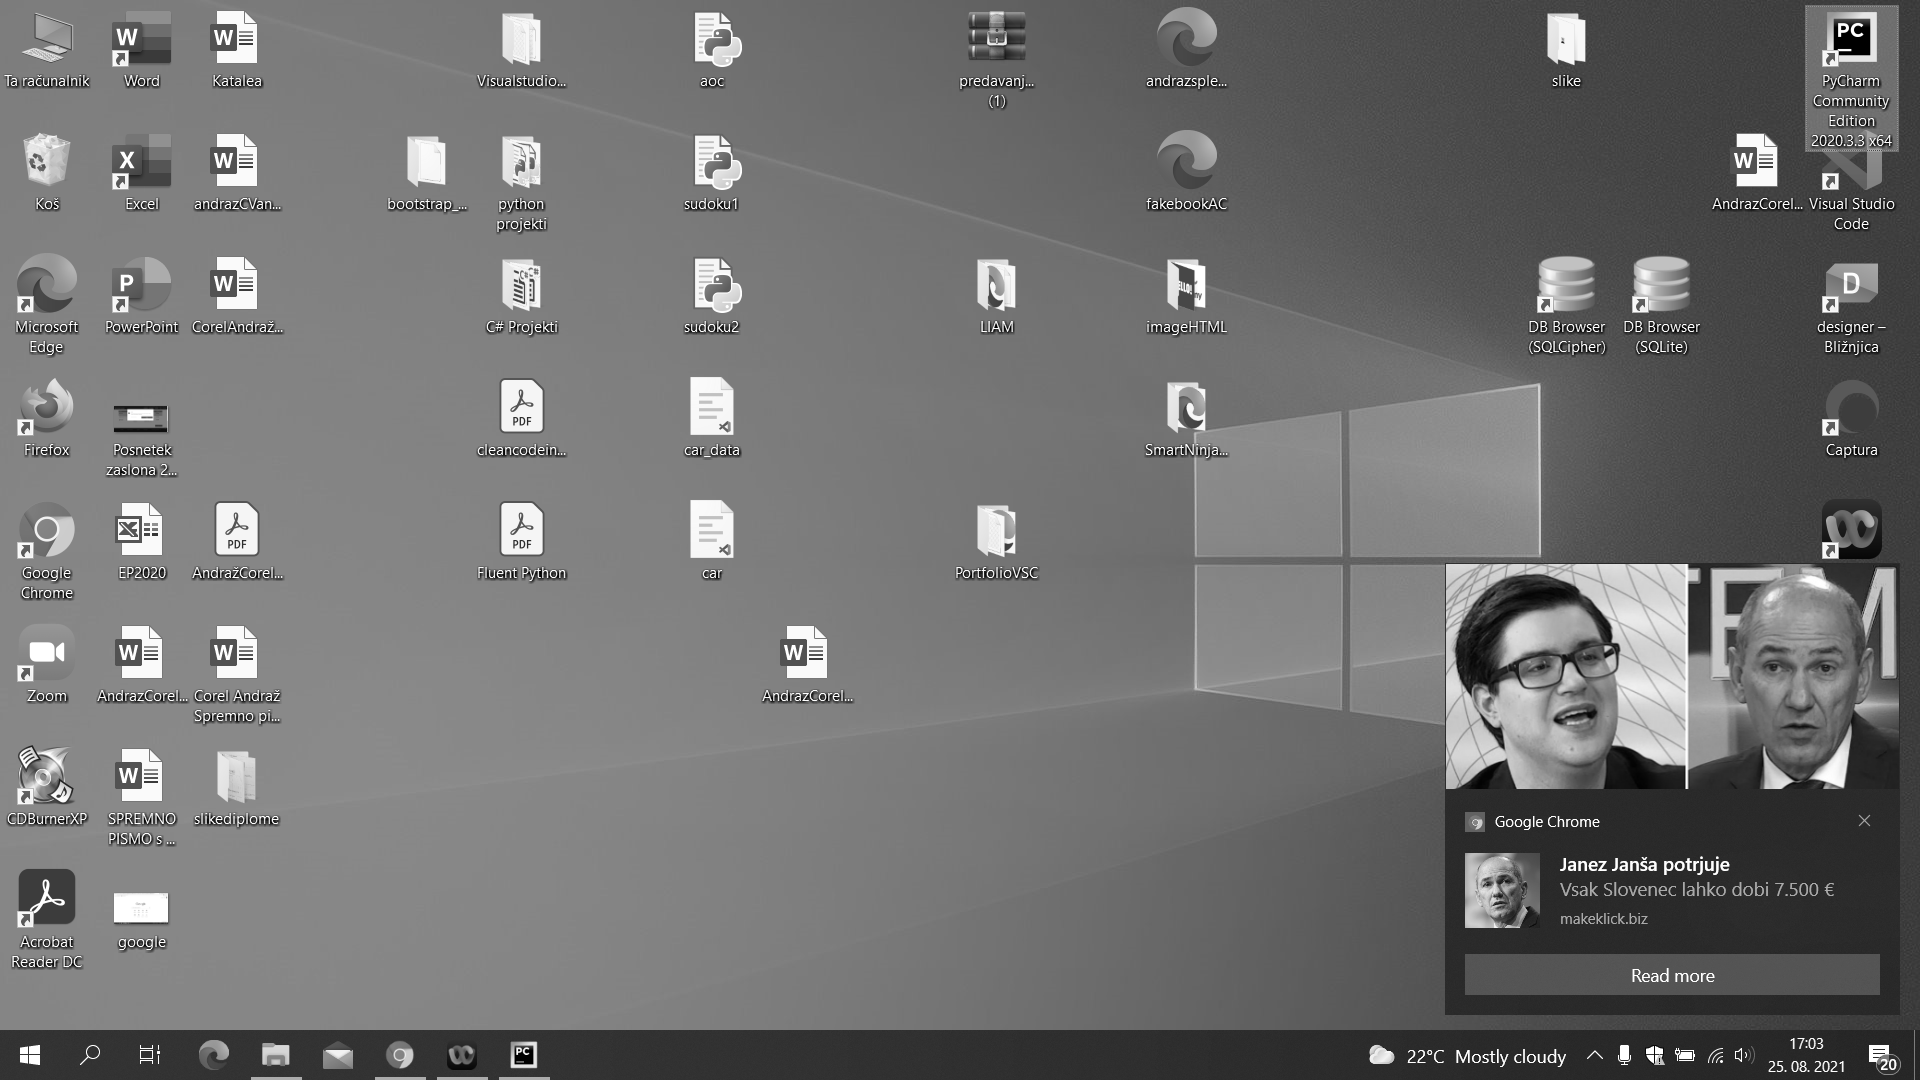 Ta računalnik
Word
Katalea
Visualstudio...
aoc
predavanj...
(1)
andrazsple...
slike
PyCharm
Community
Edition
2020.3.3 x64
Koš
Excel
andrazCVan...
bootstrap_...
python
projekti
sudoku1
fakebookAC
AndrazCorel...
Visual Studio
Code
Microsoft
Edge
PowerPoint
CorelAndraž...
C# Projekti
sudoku2
LIAM
imageHTML
DB Browser
(SQLCipher)
DB Browser
(SQLite)
designer –
Bližnjica
Firefox
Posnetek
zaslona 2...
cleancodein...
car_data
SmartNinja...
Captura
Google
Chrome
EP2020
AndražCorel...
Fluent Python
car
PortfolioVSC
Zoom
AndrazCorel...
Corel Andraž
Spremno pi...
AndrazCorel...
CDBurnerXP
SPREMNO
PISMO s ...
slikediplome
Acrobat
Reader DC
google
Google Chrome
Janez Janša potrjuje
Vsak Slovenec lahko dobi 7.500 €
makeklick.biz
Read more
22°C Mostly cloudy
17:03
25. 08. 2021
20